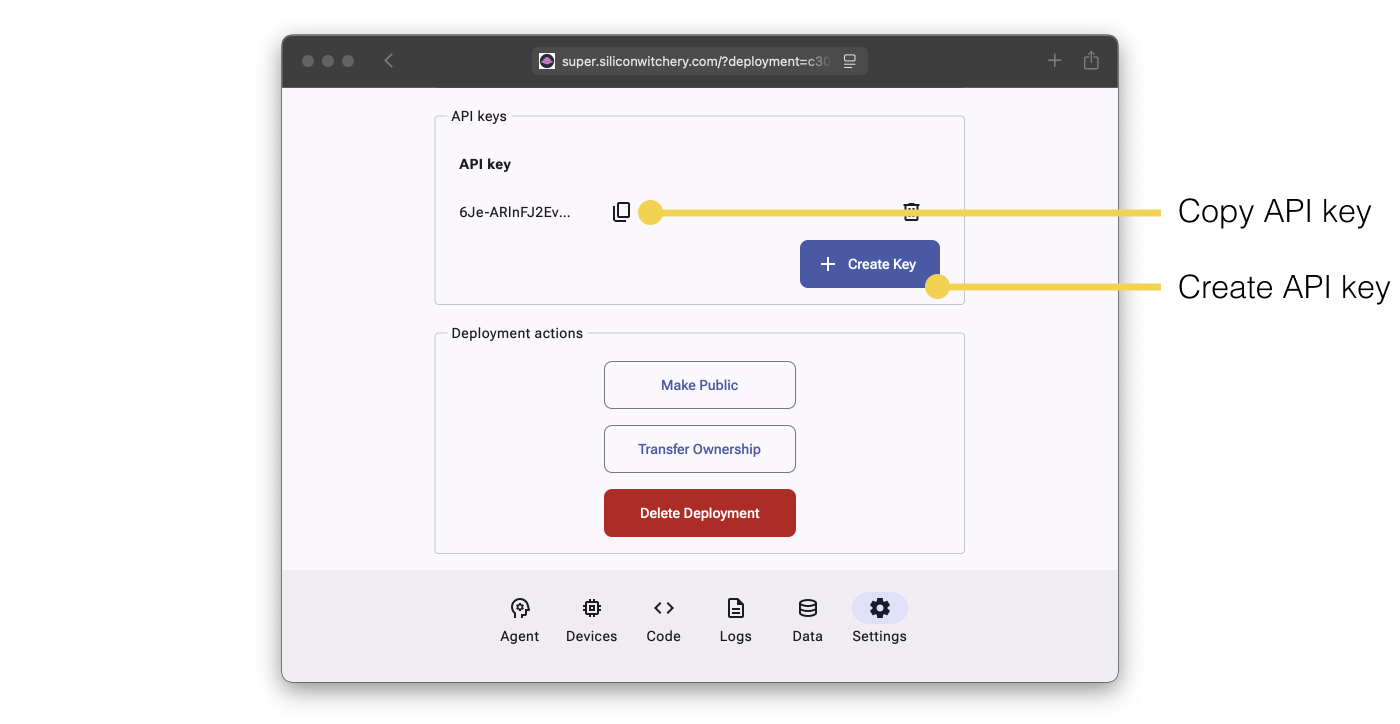 super.siliconwitchery.com/?deployment=c30
API keys
API key
6Je-ARlnFJ2Ev...
Copy API key
Create Key
Create API key
Deployment actions
Make Public
Transfer Ownership
Delete Deployment
Agent Devices Code Logs Data Settings